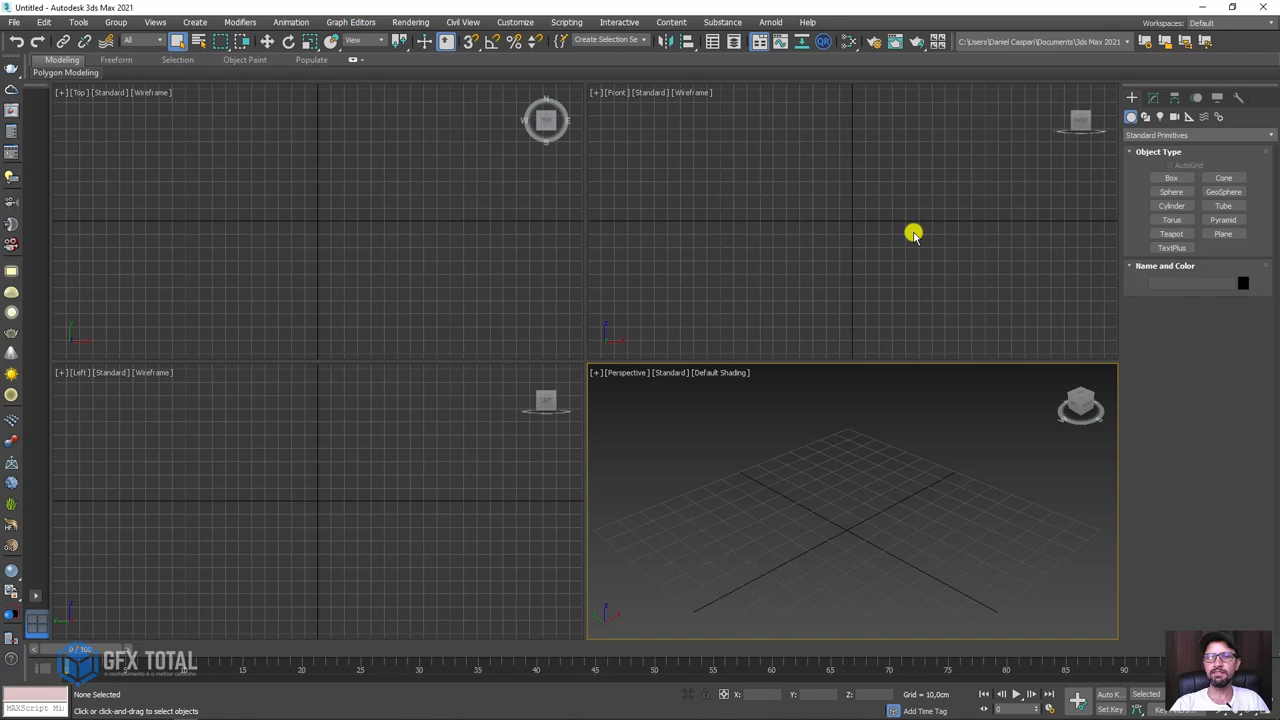 Untitled - Autodesk 3ds Max 2021
File Edit Tools Group Views Create Modifiers Animation Graph Editors Rendering Civil View Customize Scripting Interactive Content Substance Arnold Help
Workspaces: Default
All View Create Selection Se QR C:\Users\Daniel Caspari\Documents\3ds Max 2021
Modeling Freeform Selection Object Paint Populate
Polygon Modeling
[+] [Top] [Standard] [Wireframe]
N
W E
TOP
S
[+] [Front] [Standard] [Wireframe]
Standard Primitives
Object Type
AutoGrid
Box Cone
Sphere GeoSphere
Cylinder Tube
Torus Pyramid
Teapot Plane
TextPlus
Name and Color
[+] [Left] [Standard] [Wireframe]
[+] [Perspective] [Standard] [Default Shading]
0 / 100
GFX TOTAL
o conhecimento é o melhor caminho
10 15 20 25 30 35 40 45 50 55 60 65 70 75 80 85 90
None Selected
X: Y: Z: Grid = 10,0cm
Auto K... Selected
MAXScript Mi
Click or click-and-drag to select objects
Add Time Tag
0
Set Key